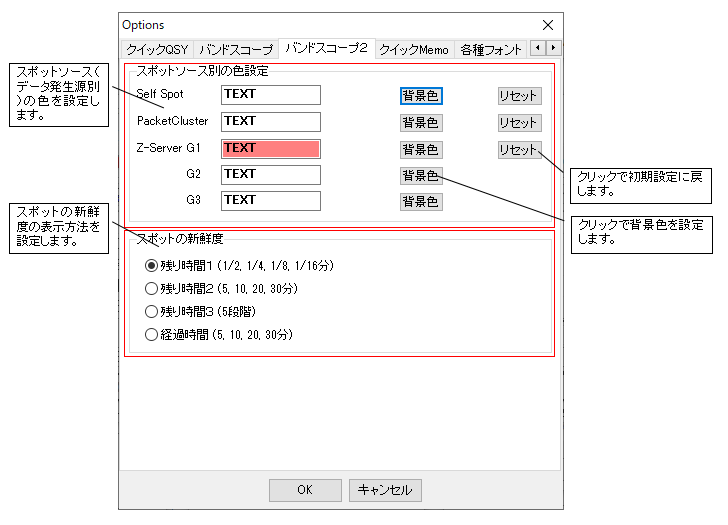 Options
クイックQSY
バンドスコープ
バンドスコープ2
クイックMemo
各種フォント
スポットソース(
データ発生源別
)の色を設定し
ます。
スポットソース別の色設定
Self Spot
TEXT
背景色
リセット
PacketCluster
TEXT
背景色
リセット
Z-Server G1
TEXT
背景色
リセット
G2
TEXT
背景色
G3
TEXT
背景色
クリックで初期設定に戻
します。
クリックで背景色を設定
します。
スポットの新鮮
度の表示方法を
設定します。
スポットの新鮮度
残り時間1 (1/2, 1/4, 1/8, 1/16分)
残り時間2 (5, 10, 20, 30分)
残り時間3 (5段階)
経過時間 (5, 10, 20, 30分)
OK
キャンセル